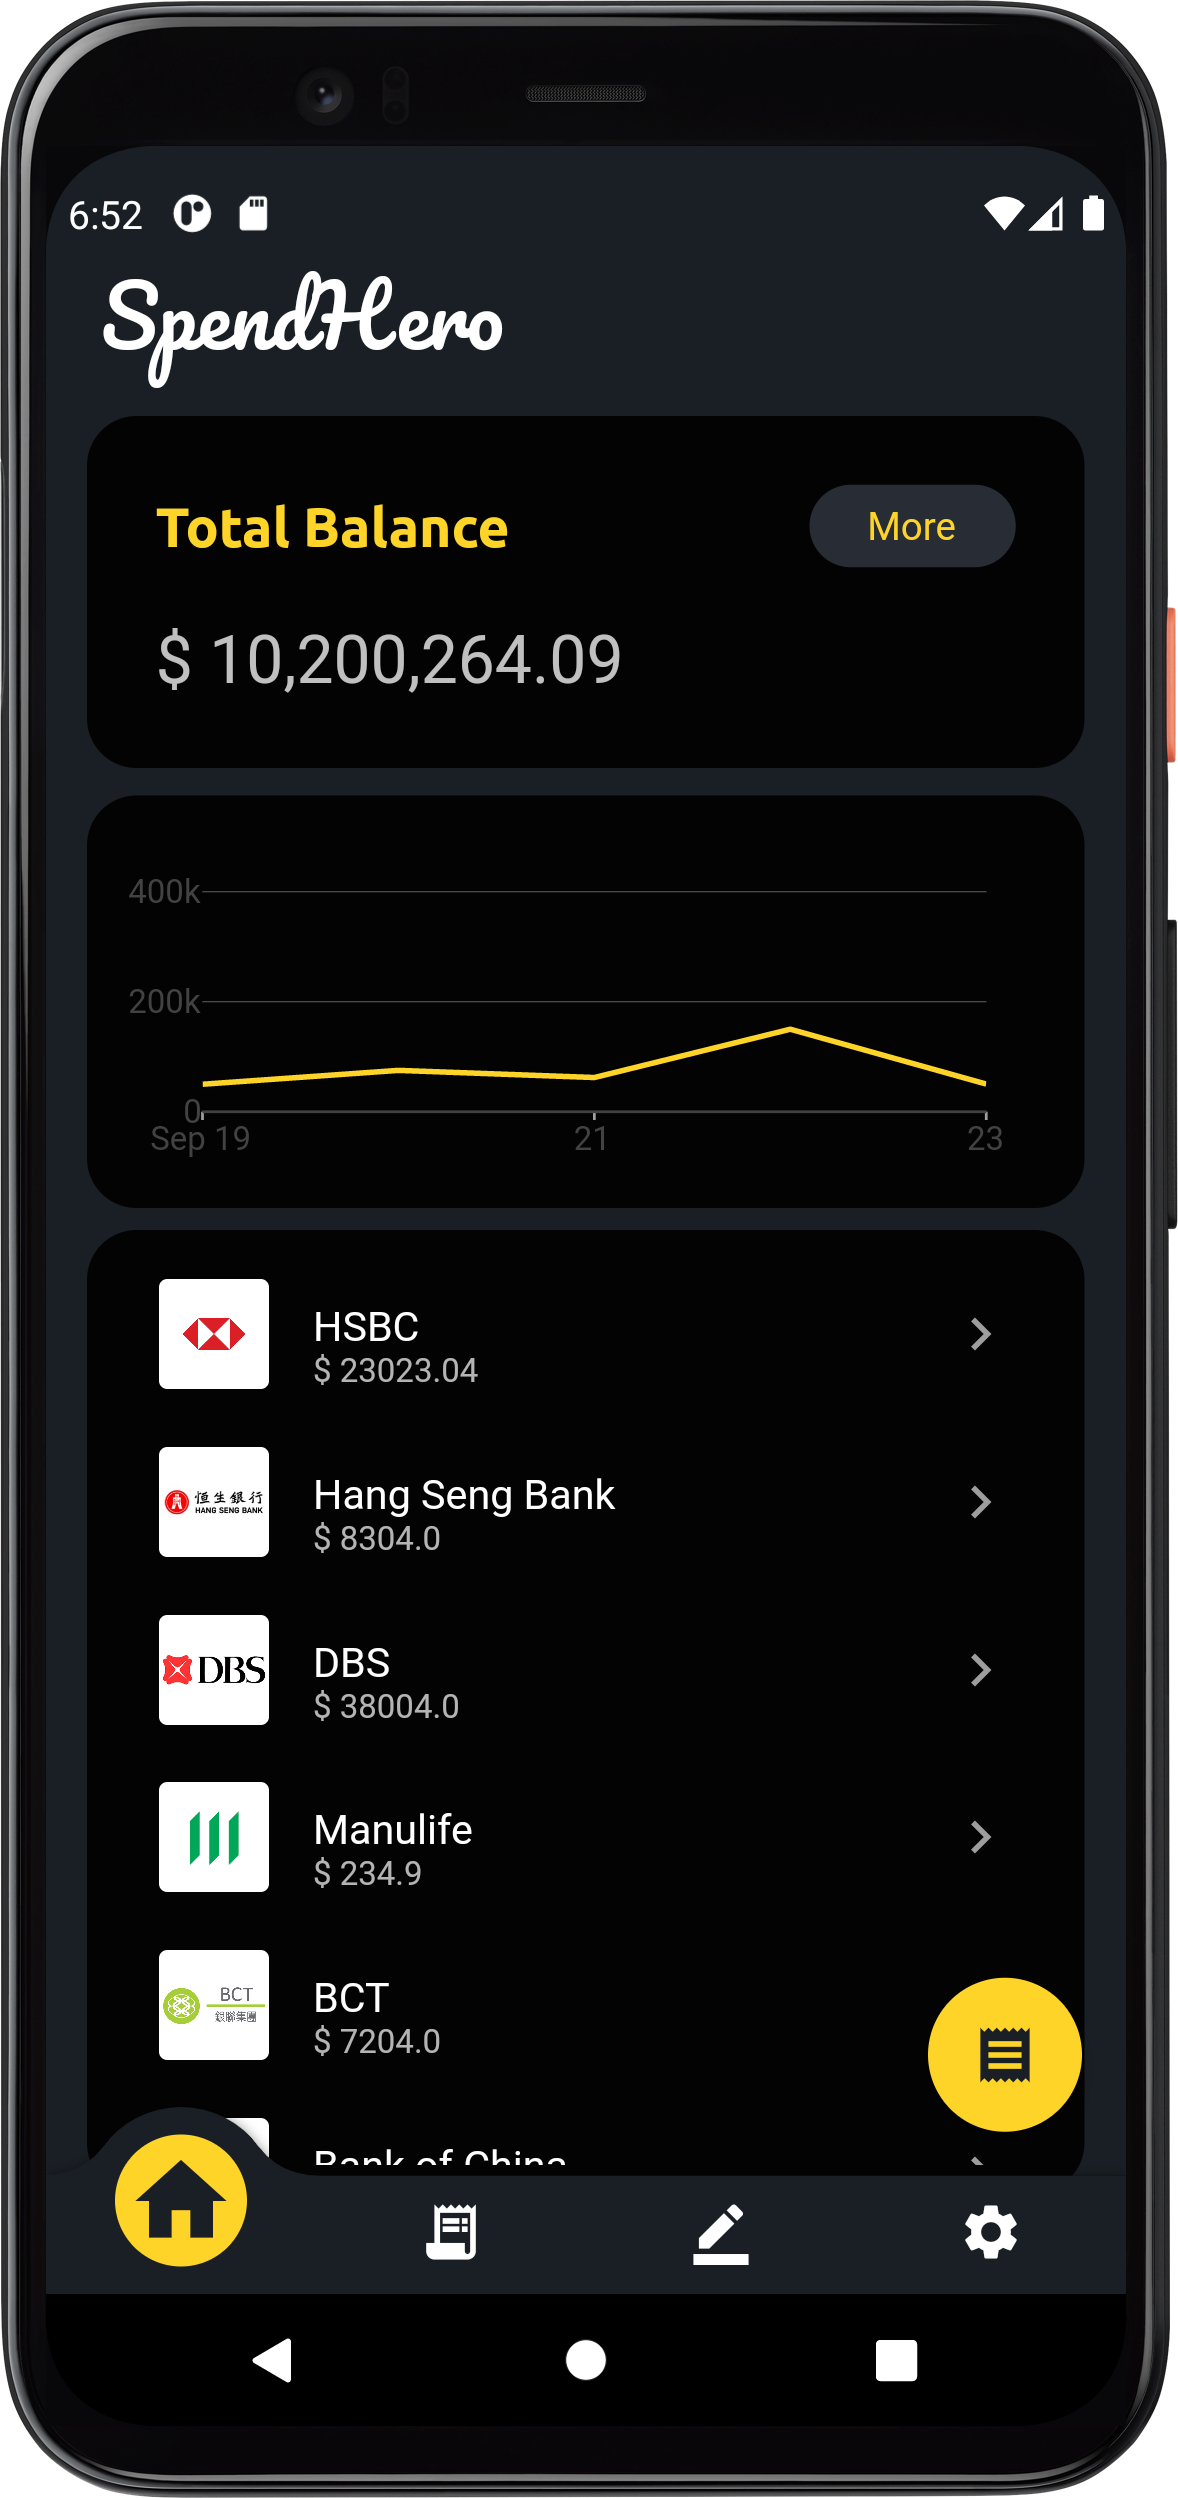 6:52
SpendHero
Total Balance
More
$ 10,200,264.09
400k
200k
0
Sep 19
21
23
HSBC
$ 23023.04
恒生銀行
HANG SENG BANK
Hang Seng Bank
$ 8304.0
DBS
DBS
$ 38004.0
Manulife
$ 234.9
BCT
銀聯集團
BCT
$ 7204.0
Bank of China